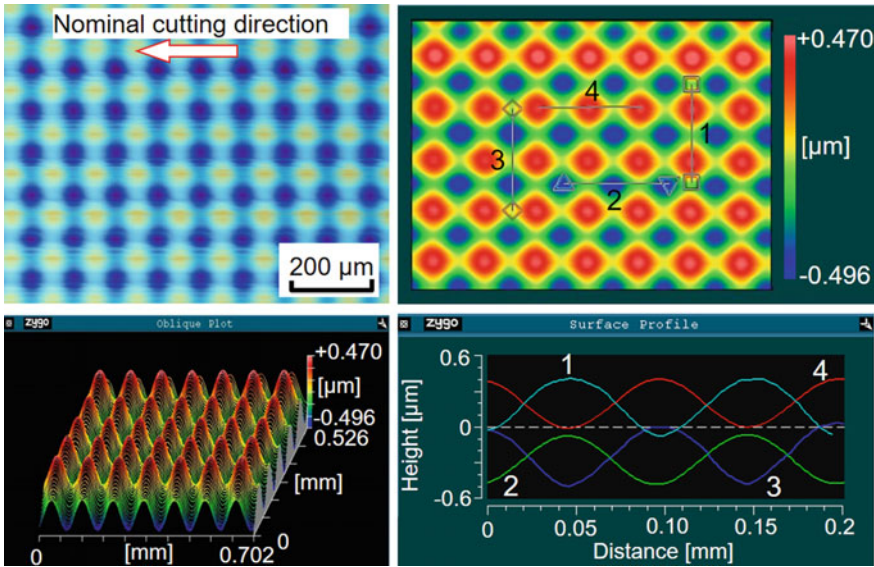 Nominal cutting direction
200 µm
+0.470
[µm]
-0.496
1
2
3
4
zygo
Oblique Plot
+0.470
[µm]
-0.496
0.526
[mm]
0
0
[mm]
0.702
zygo
Surface Profile
0.6
0
-0.6
Height [µm]
1
4
2
3
0
0.05
0.10
0.15
0.2
Distance [mm]